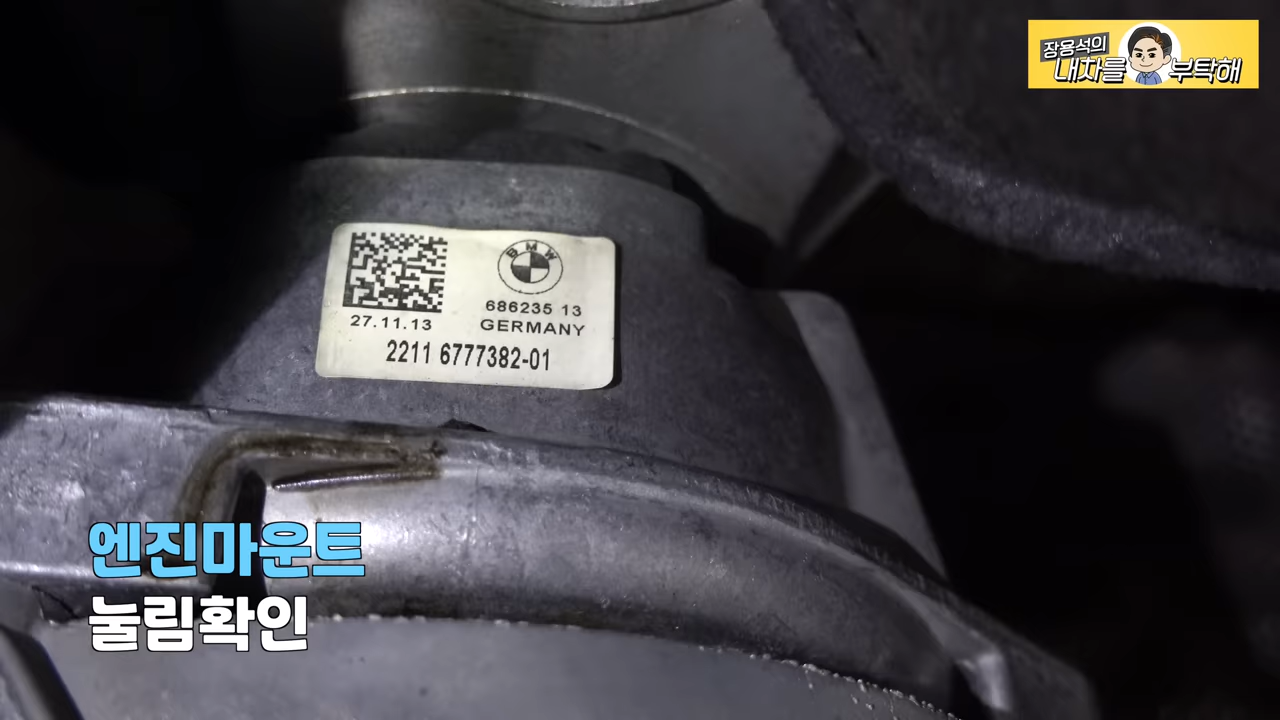 장용석의
내차를 부탁해
BMW
686235 13
27.11.13
GERMANY
2211 6777382-01
엔진마운트
눌림확인